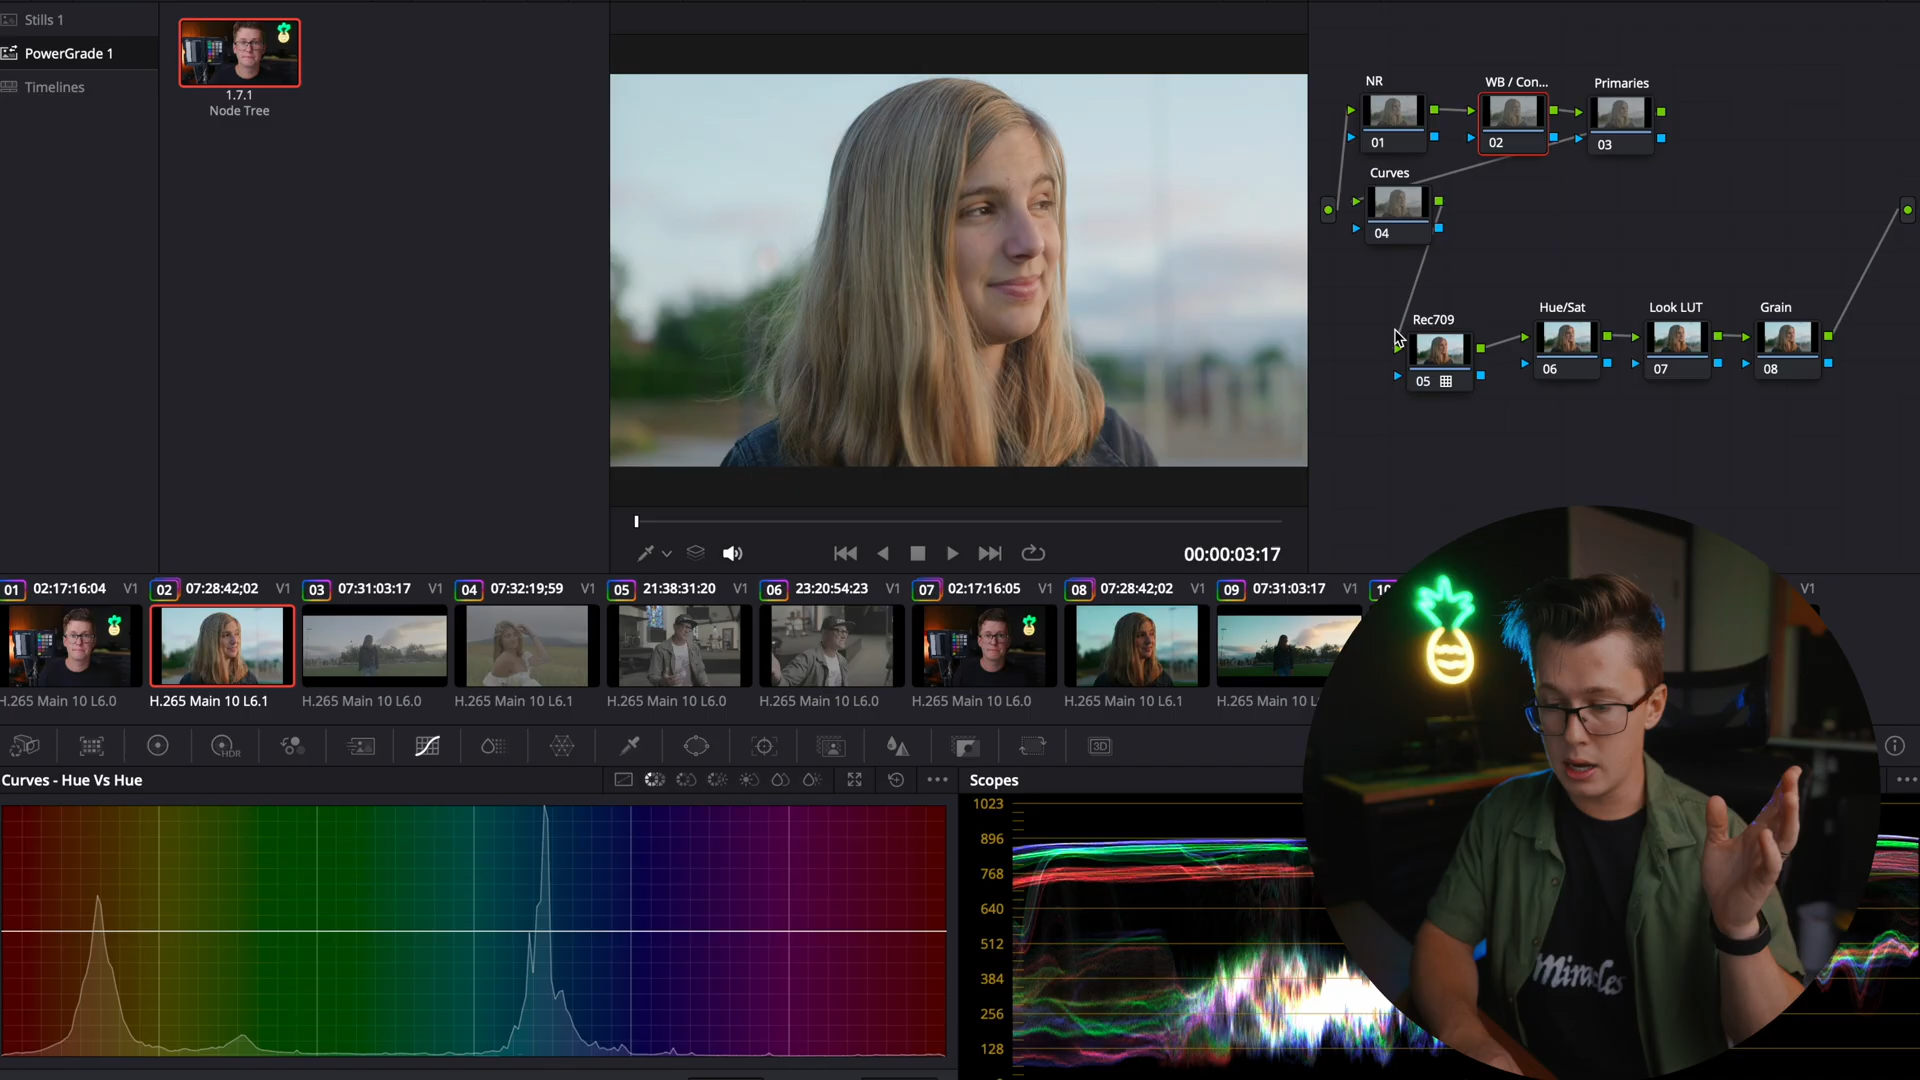 Stills 1
PowerGrade 1
Timelines
1.7.1
Node Tree
NR
WB / Con...
Primaries
01
02
03
Curves
04
Rec709
Hue/Sat
Look LUT
Grain
05
06
07
08
00:00:03:17
01 02:17:16:04 V1
02 07:28:42;02 V1
03 07:31:03:17 V1
04 07:32:19;59 V1
05 21:38:31:20 V1
06 23:20:54:23 V1
07 02:17:16:05 V1
08 07:28:42;02 V1
09 07:31:03:17 V1
10
V1
H.265 Main 10 L6.0
H.265 Main 10 L6.1
H.265 Main 10 L6.0
H.265 Main 10 L6.1
H.265 Main 10 L6.0
H.265 Main 10 L6.0
H.265 Main 10 L6.0
H.265 Main 10 L6.1
H.265 Main 10 L
HDR
3D
Curves - Hue Vs Hue
Scopes
1023
896
768
640
512
384
256
128
Miracles